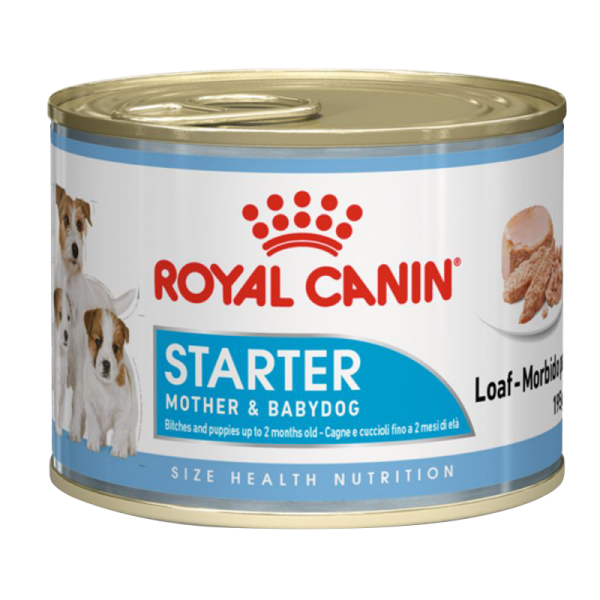 ROYAL CANIN®
STARTER
MOTHER & BABYDOG
Bitches and puppies up to 2 months old - Cagne e cuccioli fino a 2 mesi di età
Loaf - Morbido
195
SIZE HEALTH NUTRITION